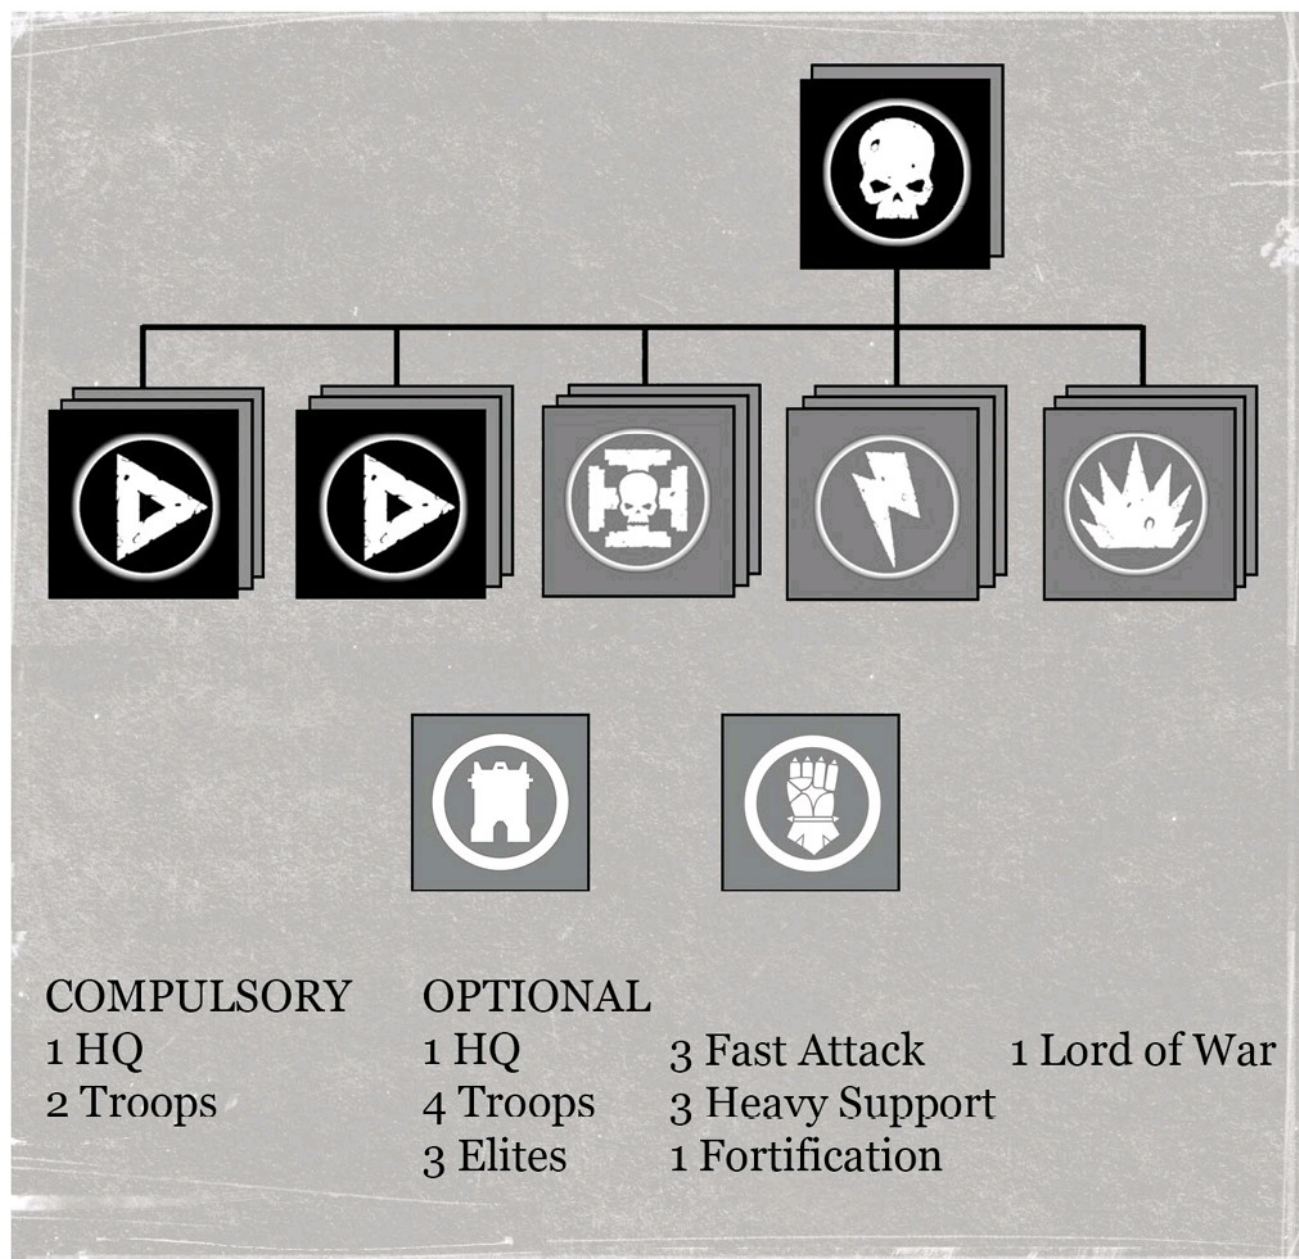 COMPULSORY
1 HQ
2 Troops
OPTIONAL
1 HQ
4 Troops
3 Elites
3 Fast Attack
3 Heavy Support
1 Fortification
1 Lord of War